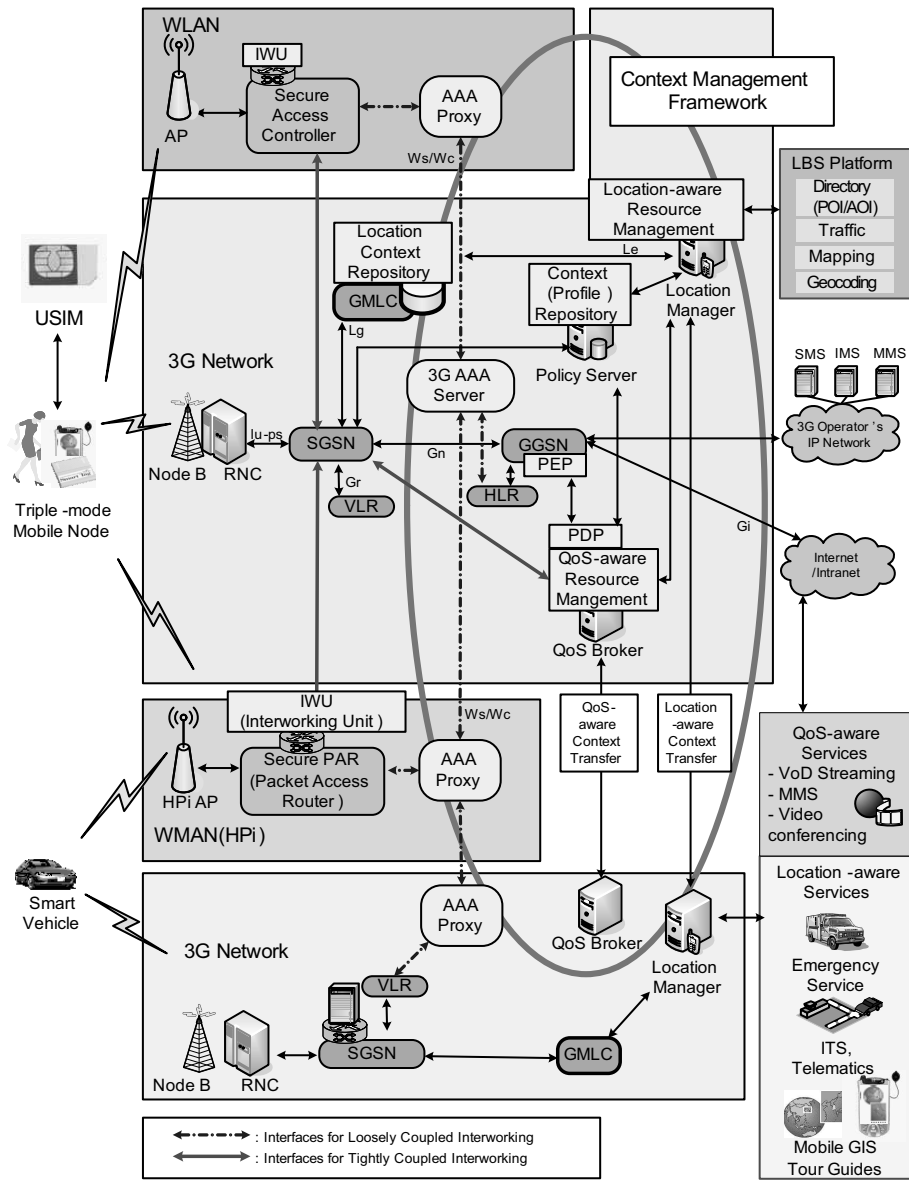 WLAN
IWU
Secure
Access
Controller
AAA
Proxy
AP
Ws/Wc
Context Management
Framework
LBS Platform
Directory
(POI/AOI)
Traffic
Mapping
Geocoding
Location-aware
Resource
Management
Location
Context
Repository
GMLC
Le
Context
(Profile )
Repository
Location
Manager
Lg
USIM
3G Network
Policy Server
3G AAA
Server
SMS
IMS
MMS
3G Operator 's
IP Network
Node B
RNC
Iu-ps
SGSN
Gn
GGSN
PEP
Gr
VLR
HLR
Triple -mode
Mobile Node
PDP
QoS-aware
Resource
Mangement
QoS Broker
Gi
Internet
/Intranet
IWU
(Interworking Unit )
Ws/Wc
QoS-
aware
Context
Transfer
Location
-aware
Context
Transfer
Secure PAR
(Packet Access
Router )
AAA
Proxy
HPi AP
WMAN(HPi)
QoS-aware
Services
- VoD Streaming
- MMS
- Video
conferencing
Smart
Vehicle
3G Network
AAA
Proxy
QoS Broker
Location
Manager
VLR
SGSN
GMLC
Node B
RNC
Location -aware
Services
Emergency
Service
ITS,
Telematics
Mobile GIS
Tour Guides
: Interfaces for Loosely Coupled Interworking
: Interfaces for Tightly Coupled Interworking